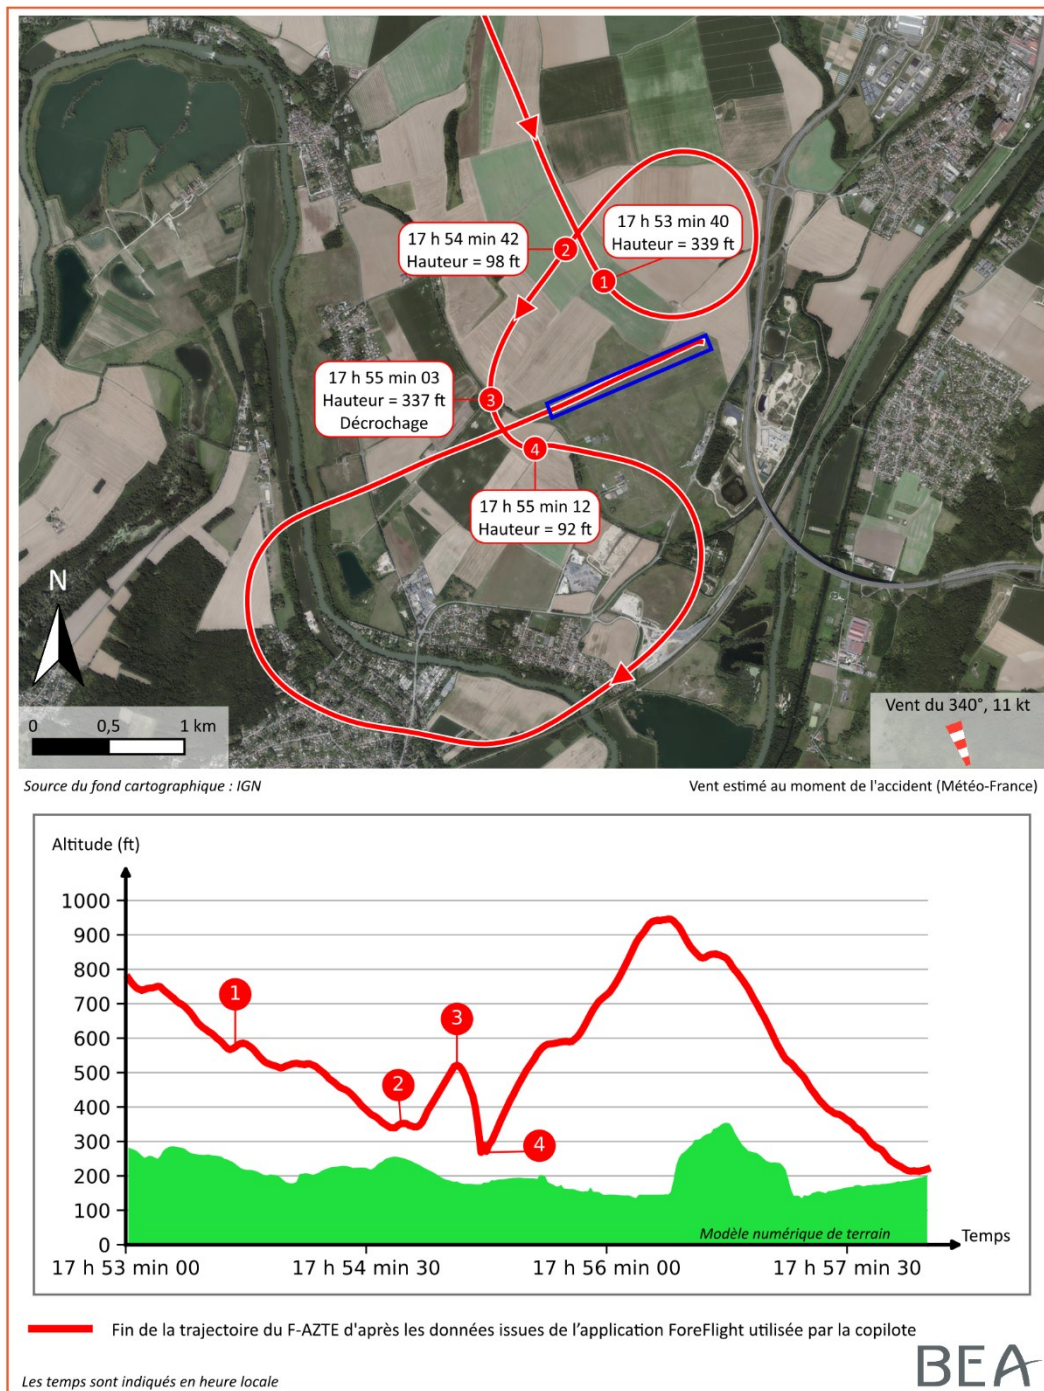 17 h 53 min 40
Hauteur = 339 ft
1
17 h 54 min 42
Hauteur = 98 ft
2
17 h 55 min 03
Hauteur = 337 ft
Décrochage
3
4
17 h 55 min 12
Hauteur = 92 ft
N
0 0,5 1 km
Vent du 340°, 11 kt
Source du fond cartographique : IGN
Vent estimé au moment de l'accident (Météo-France)
Altitude (ft)
1000
900
800
700
600
500
400
300
200
100
0
1
2
3
4
Modèle numérique de terrain
Temps
17 h 53 min 00
17 h 54 min 30
17 h 56 min 00
17 h 57 min 30
Fin de la trajectoire du F-AZTE d'après les données issues de l’application ForeFlight utilisée par la copilote
Les temps sont indiqués en heure locale
BEA